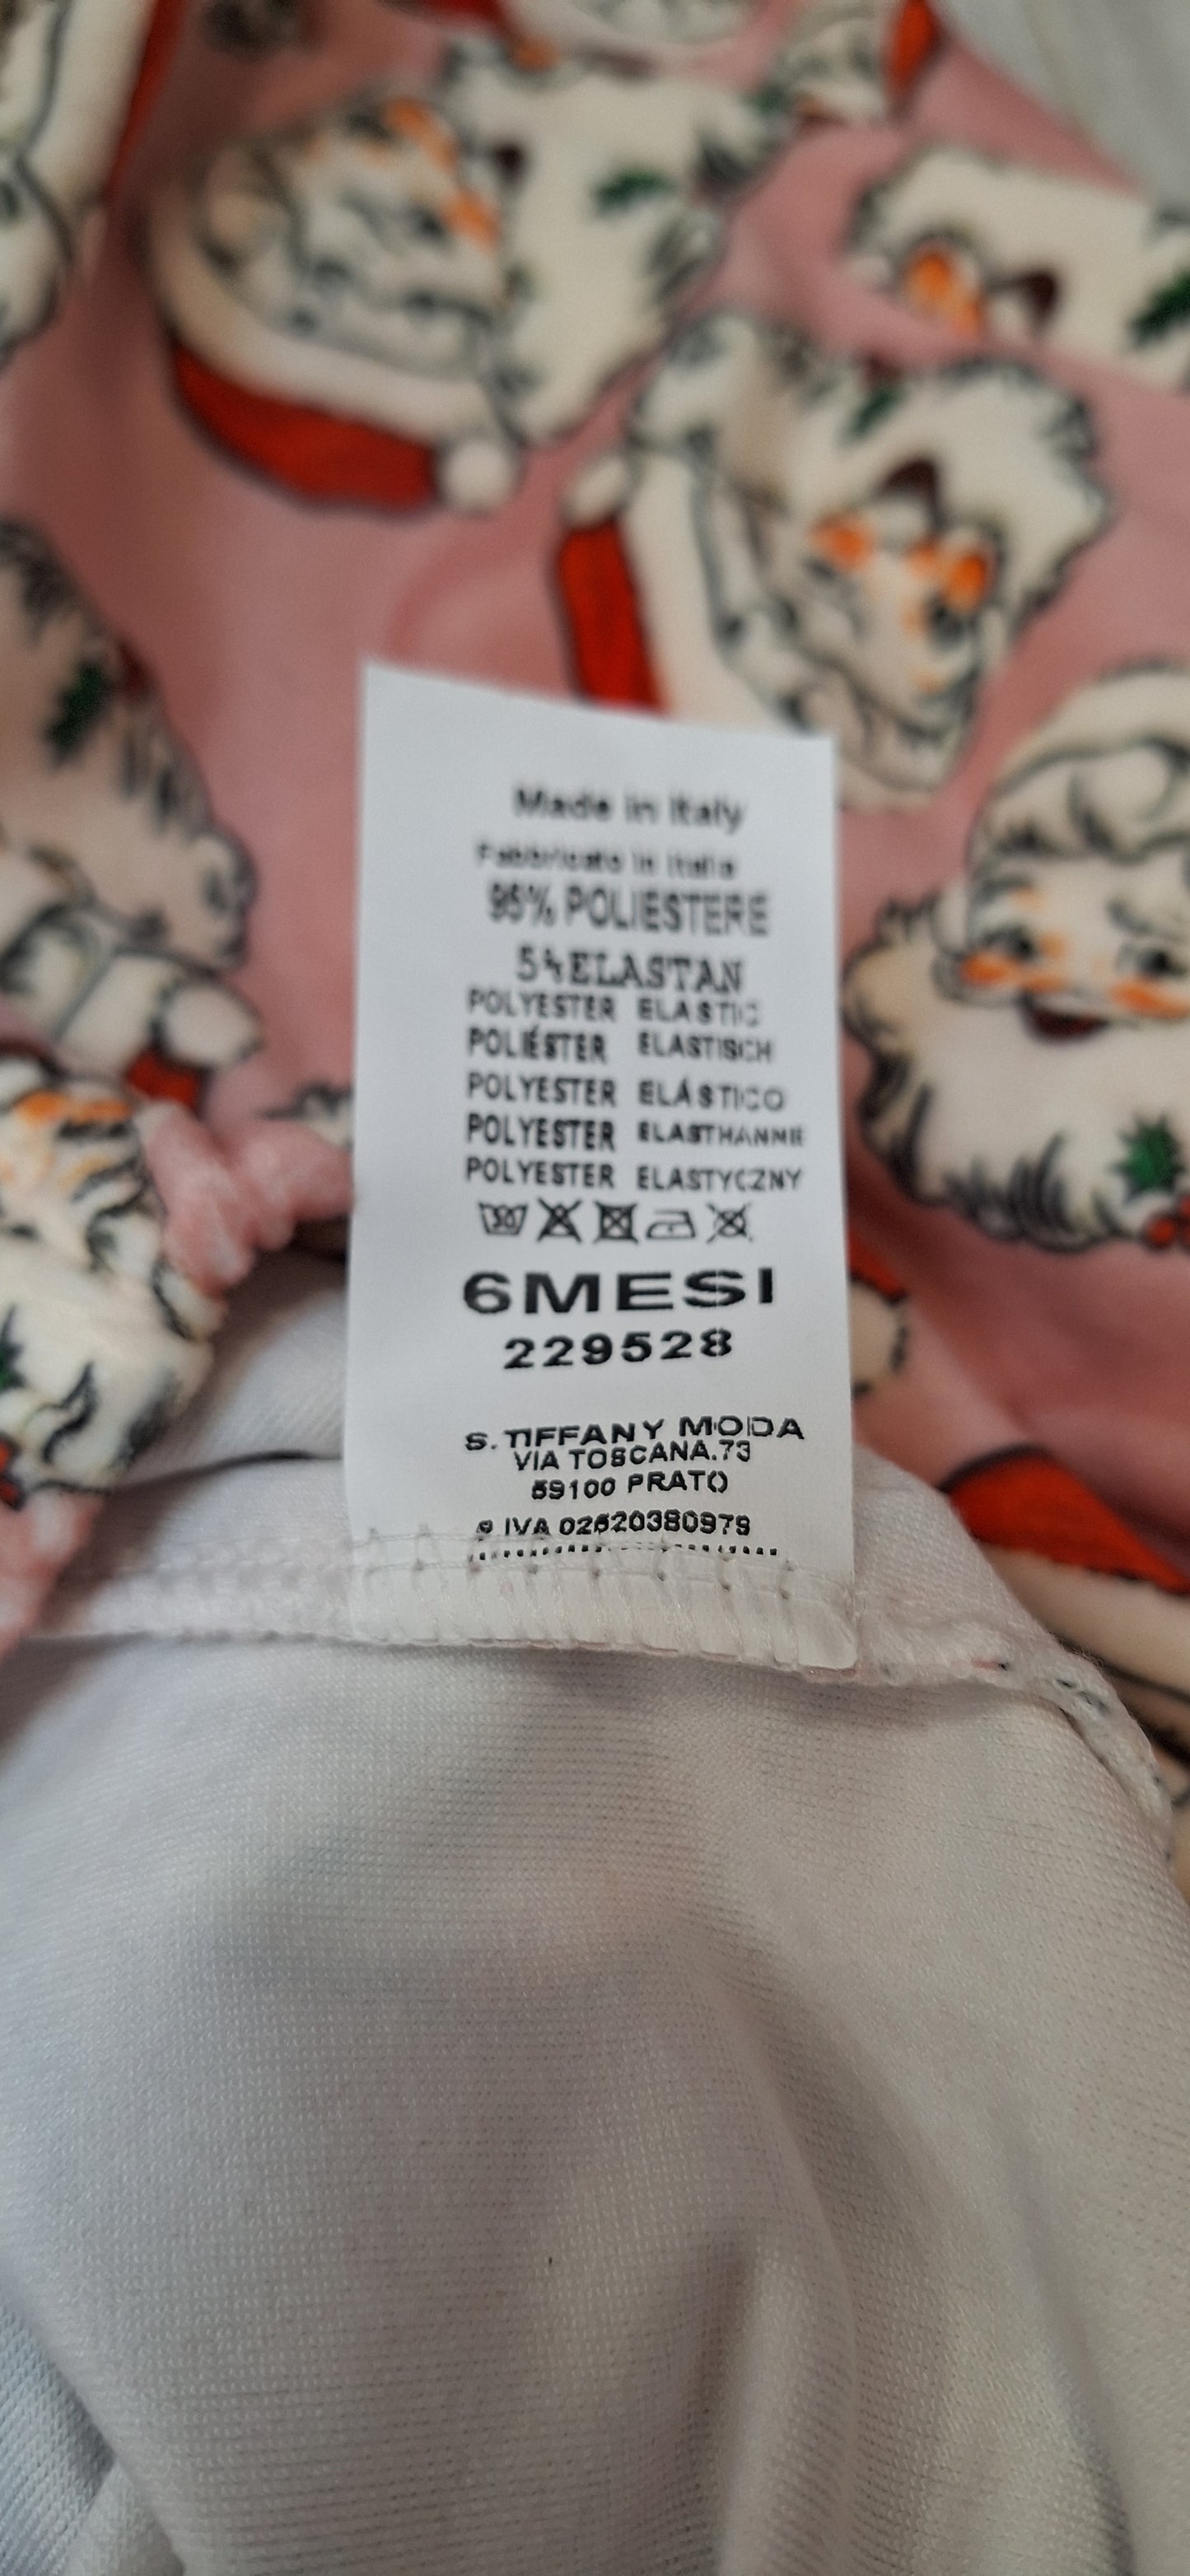 Made in Italy
Fabbricato in Italia
95% POLIESTERE
5%ELASTAN
POLYESTER ELASTIC
POLIÉSTER ELASTISCH
POLYESTER ELÁSTICO
POLYESTER ELASTHANNE
POLYESTER ELASTYCZNY
30
6MESI
229528
S.TIFFANY MODA
VIA TOSCANA.73
59100 PRATO
P IVA 02620380979